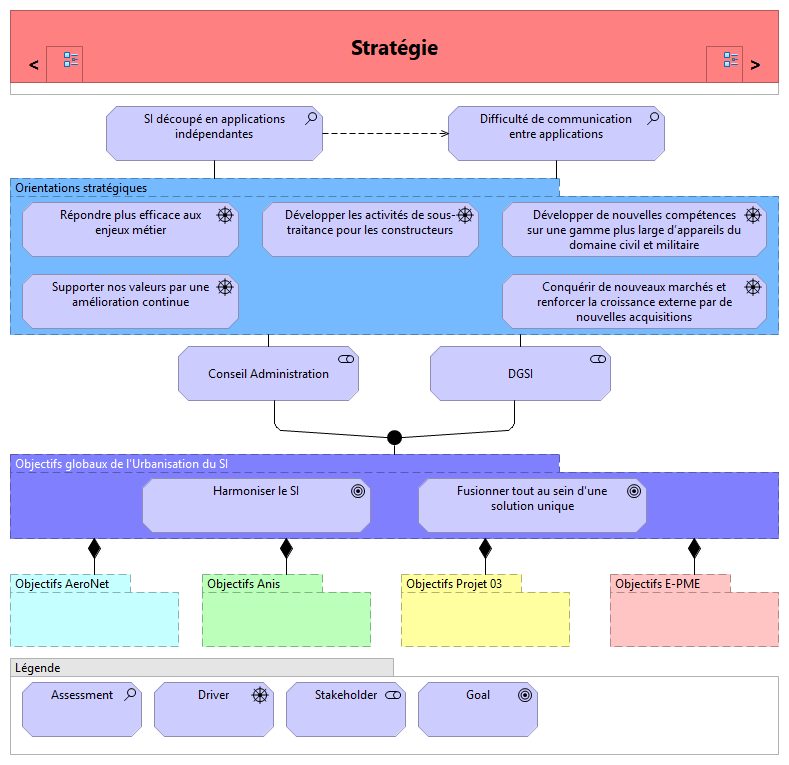 Stratégie
<
>
SI découpé en applications
indépendantes
Difficulté de communication
entre applications
Orientations stratégiques
Répondre plus efficace aux
enjeux métier
Développer les activités de sous-
traitance pour les constructeurs
Développer de nouvelles compétences
sur une gamme plus large d'appareils du
domaine civil et militaire
Supporter nos valeurs par une
amélioration continue
Conquérir de nouveaux marchés et
renforcer la croissance externe par de
nouvelles acquisitions
Conseil Administration
DGSI
Objectifs globaux de l'Urbanisation du SI
Harmoniser le SI
Fusionner tout au sein d'une
solution unique
Objectifs AeroNet
Objectifs Anis
Objectifs Projet 03
Objectifs E-PME
Légende
Assessment
Driver
Stakeholder
Goal